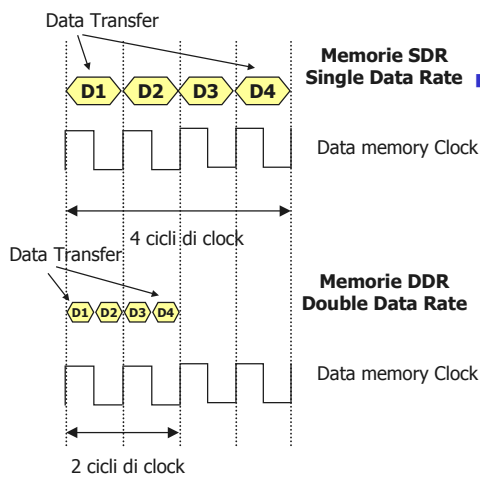 Data Transfer
Memorie SDR
Single Data Rate
D1 D2 D3 D4
Data memory Clock
4 cicli di clock
Data Transfer
Memorie DDR
Double Data Rate
D1 D2 D3 D4
Data memory Clock
2 cicli di clock